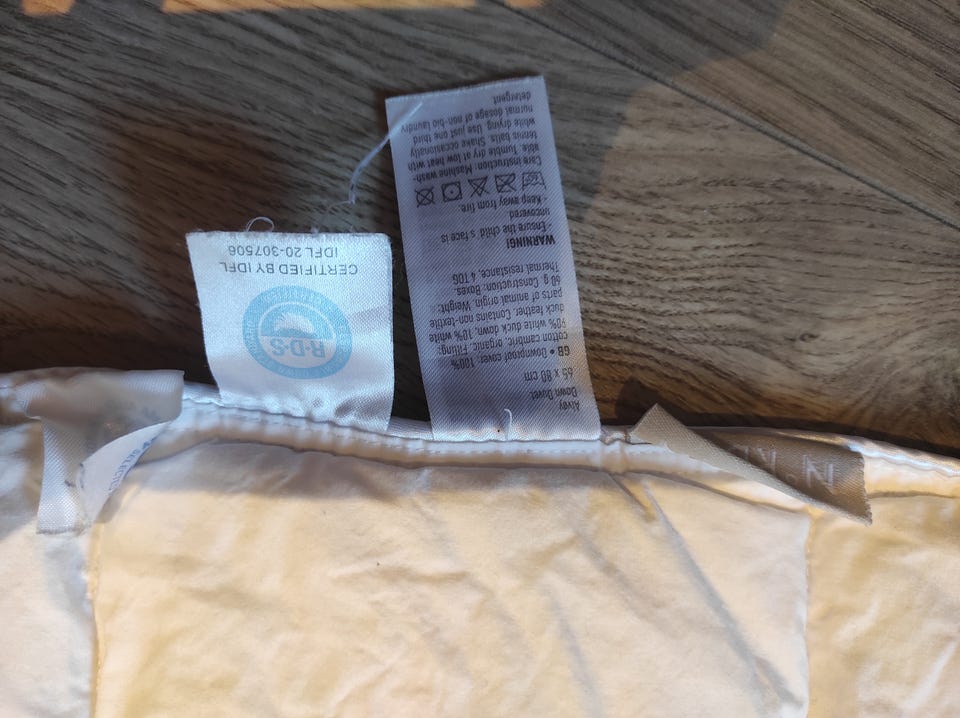 Alvey
Down Duvet
65 x 80 cm
GB • Downproof cover: 100%
cotton cambric, organic. Filling:
90% white duck down, 10% white
duck feather. Contains non-textile
parts of animal origin. Weight:
60 g. Construction: Boxes.
Thermal resistance: 4 TOG
WARNING!
- Ensure the child´s face is
uncovered
- Keep away from fire.
Care instruction: Mashine wash-
able. Tumble dry at low heat with
tennis balls. Shake occasionally
while drying. Use just one third
normal dosage of non-bio laundry
detergent
R·D·S
CERTIFIED BY IDFL
IDFL 20-307506